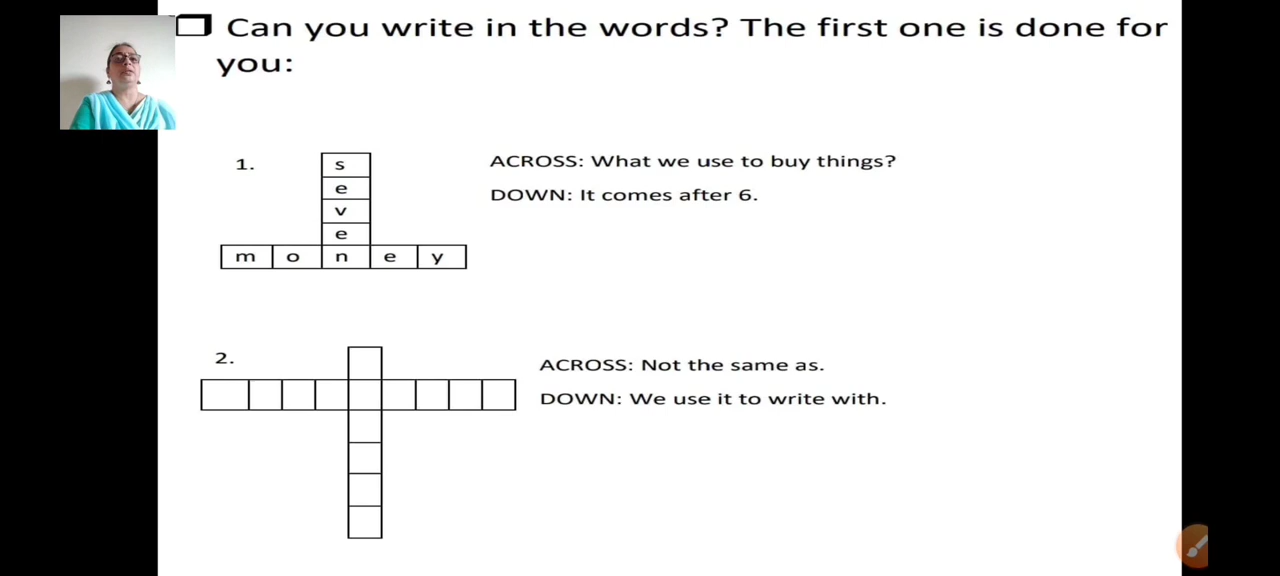 Can you write in the words? The first one is done for
you:
1.
s
e
v
e
m o n e y
ACROSS: What we use to buy things?
DOWN: It comes after 6.
2.
ACROSS: Not the same as.
DOWN: We use it to write with.